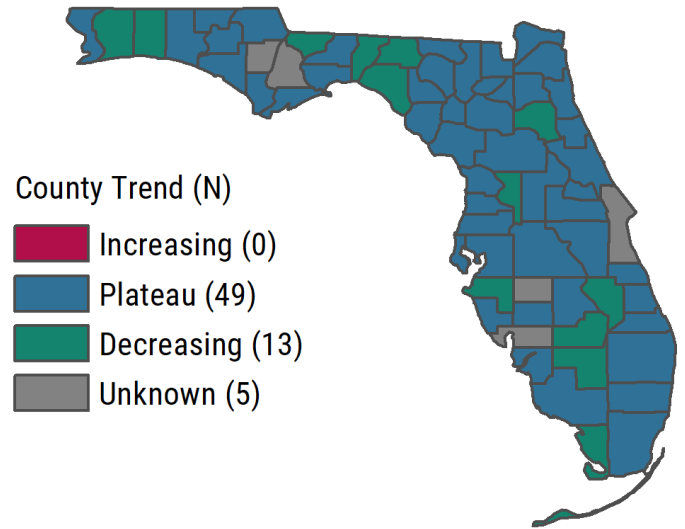 County Trend (N)
Increasing (0)
Plateau (49)
Decreasing (13)
Unknown (5)